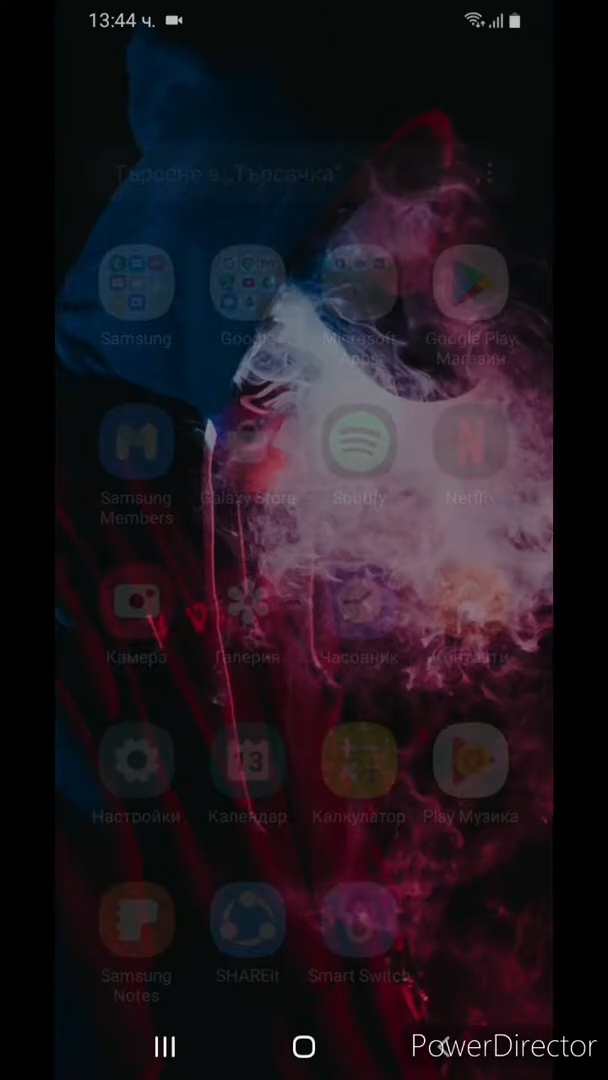 13:44 ч.
Търсене в „Търсачка“
Samsung
Google
Microsoft
Apps
Google Play
Магазин
Samsung
Members
Galaxy Store
Spotify
Netflix
Камера
Галерия
Часовник
Контакти
Настройки
13
Календар
Калкулатор
Play Музика
Samsung
Notes
SHAREit
Smart Switch
PowerDirector